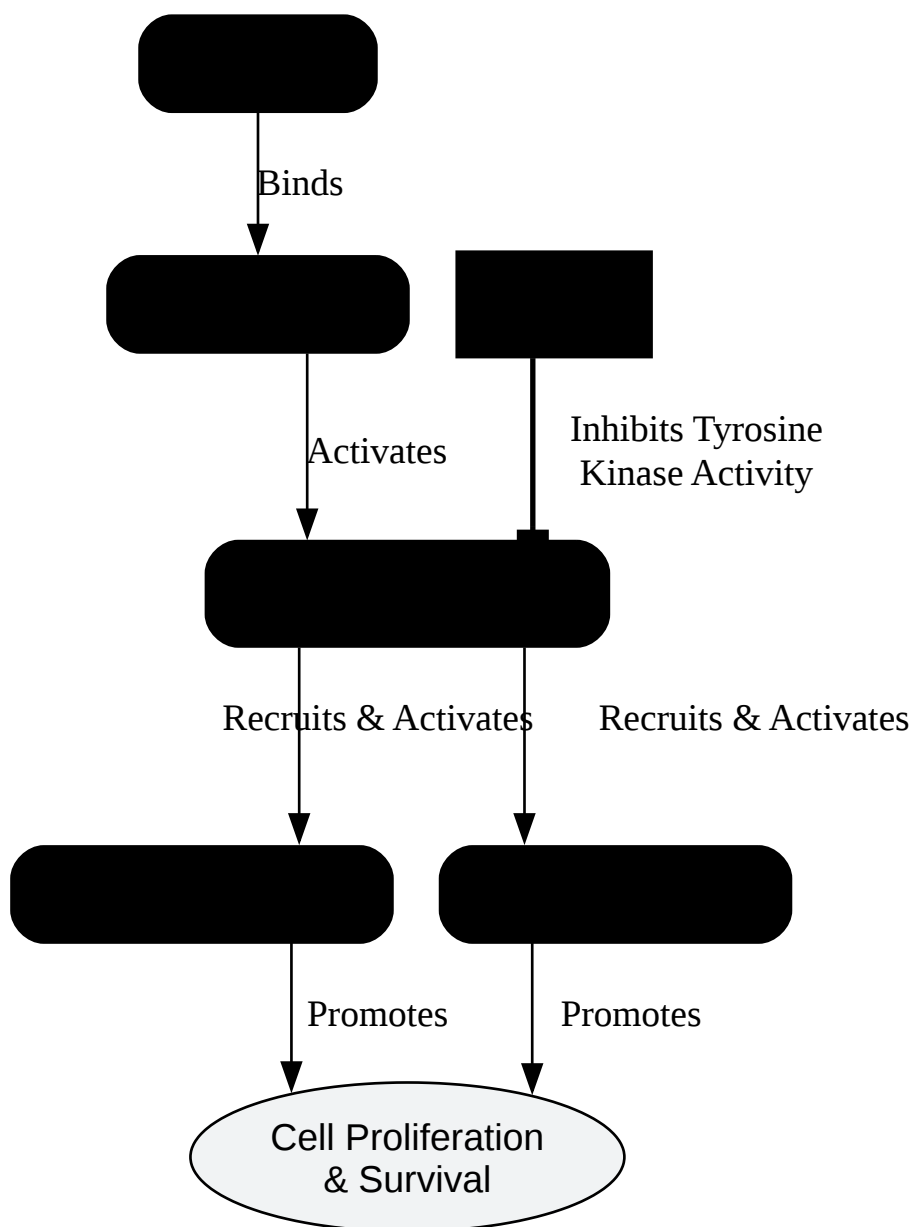 Binds
Activates
Inhibits Tyrosine
Kinase Activity
Recruits & Activates
Recruits & Activates
Promotes
Promotes
Cell Proliferation
& Survival